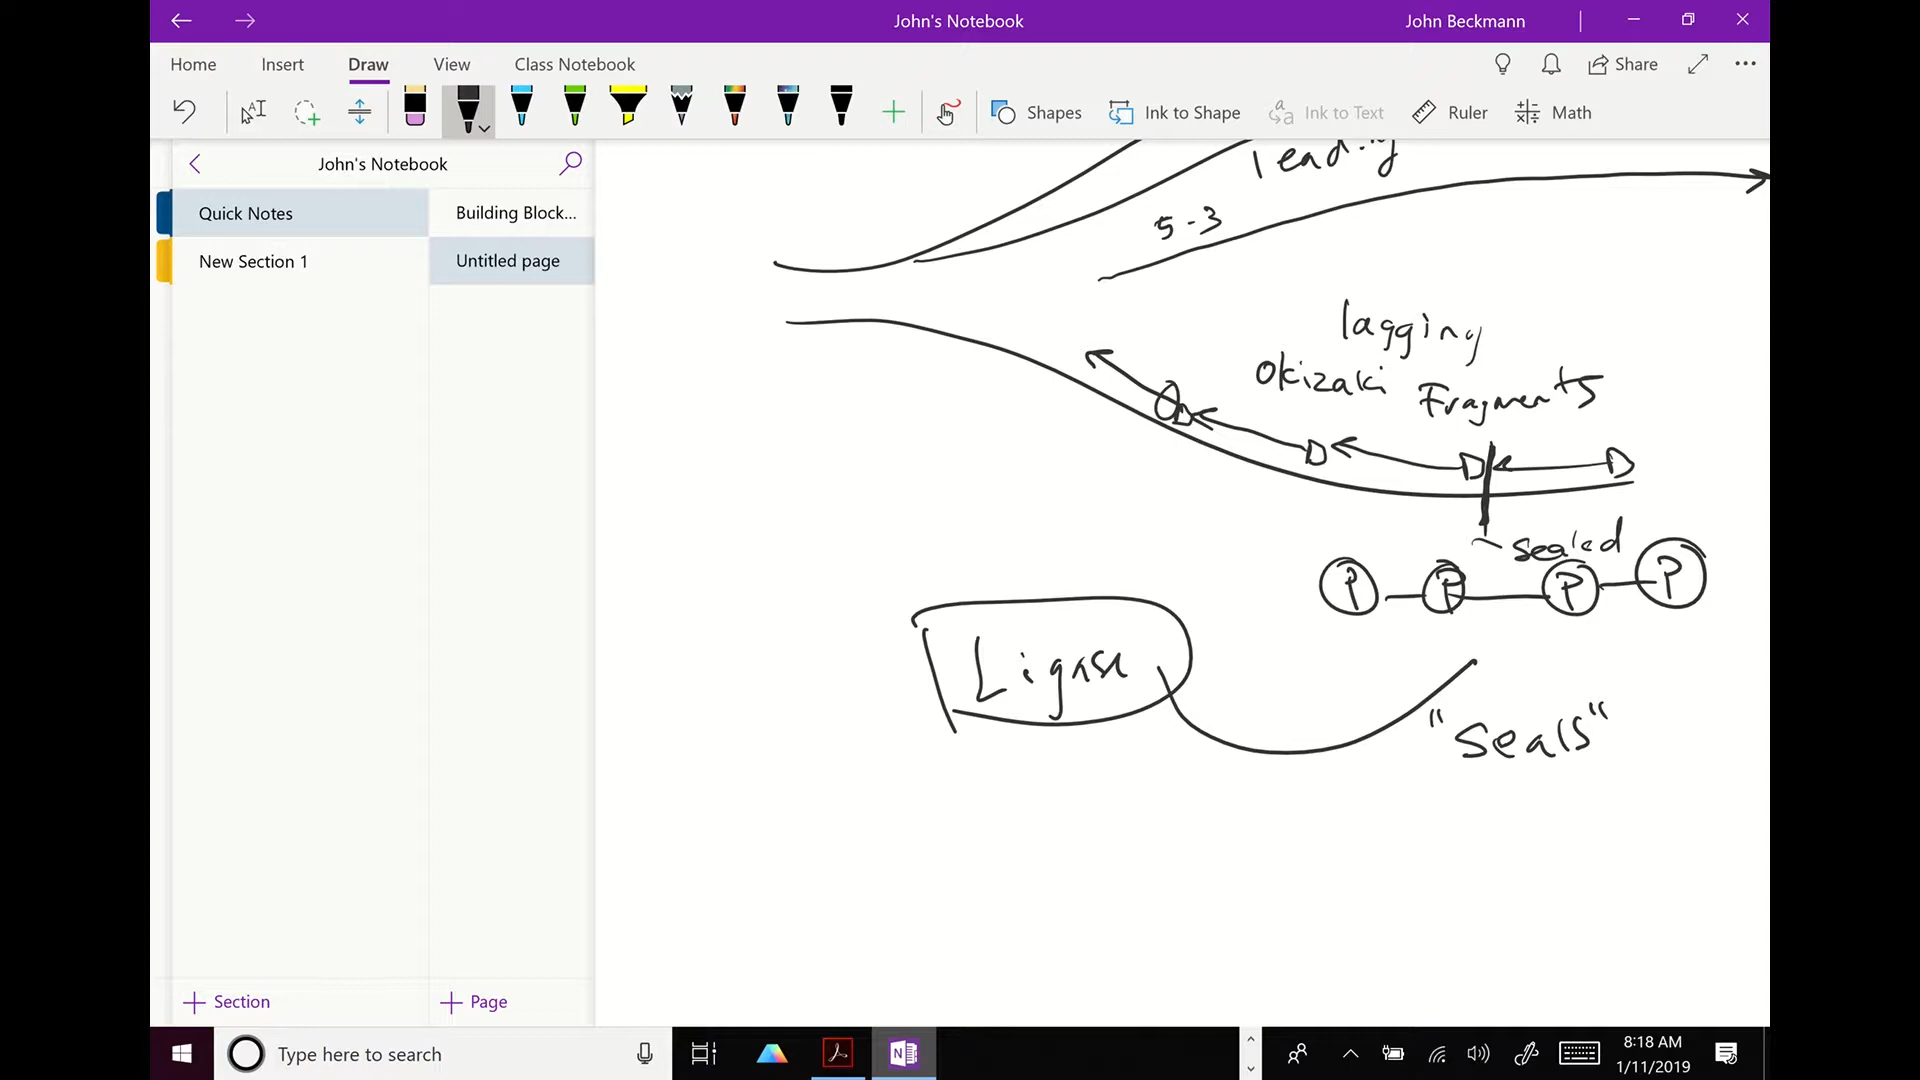 John's Notebook
John Beckmann
Home Insert Draw View Class Notebook
Share
Shapes Ink to Shape Ink to Text Ruler Math
John's Notebook
Quick Notes
Building Block...
New Section 1
Untitled page
leading
5-3
lagging
Okizaki Fragments
sealed
P P P P
Ligase
"seals"
Section
Page
Type here to search
8:18 AM
1/11/2019